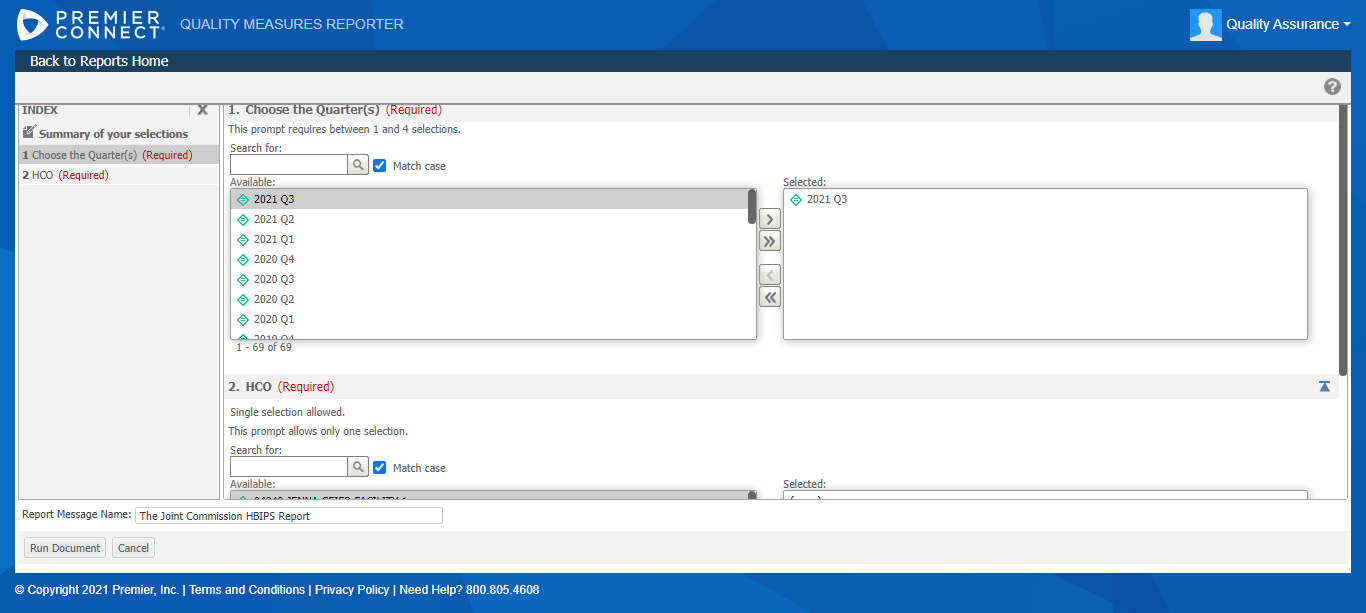 PREMIER
CONNECT
QUALITY MEASURES REPORTER
Quality Assurance
Back to Reports Home
INDEX
X
Summary of your selections
1 Choose the Quarter(s) (Required)
2 HCO (Required)
1. Choose the Quarter(s) (Required)
This prompt requires between 1 and 4 selections.
Search for:
Match case
Available:
2021 Q3
2021 Q2
2021 Q1
2020 Q4
2020 Q3
2020 Q2
2020 Q1
2019 Q4
1 - 69 of 69
Selected:
2021 Q3
2. HCO (Required)
Single selection allowed.
This prompt allows only one selection.
Search for:
Match case
Available:
Selected:
Report Message Name: The Joint Commission HBIPS Report
Run Document Cancel
© Copyright 2021 Premier, Inc. | Terms and Conditions | Privacy Policy | Need Help? 800.805.4608